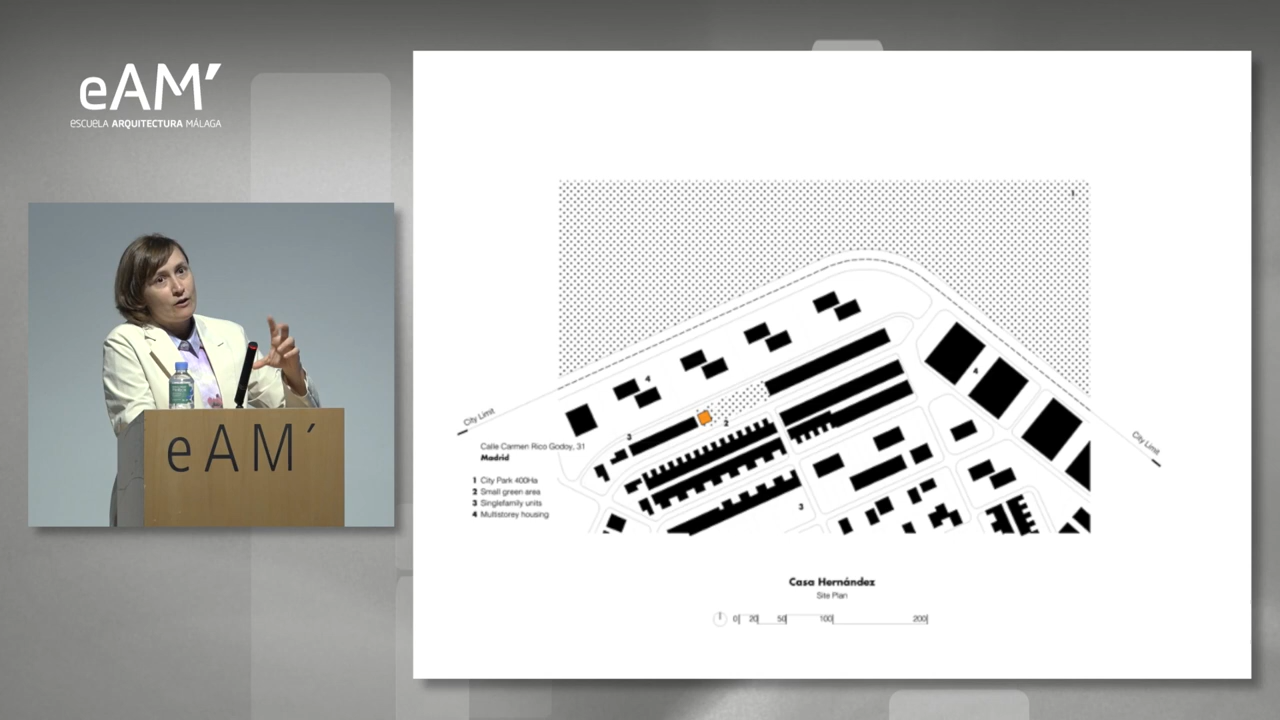 eAM′
ESCUELA ARQUITECTURA MÁLAGA
eAM′
1
City Limit
4
4
2
3
City Limit
Calle Carmen Rico Godoy, 31
Madrid
1 City Park 400Ha
2 Small green area
3 Singlefamily units
4 Multistorey housing
3
Casa Hernández
Site Plan
0 20 50 100 200